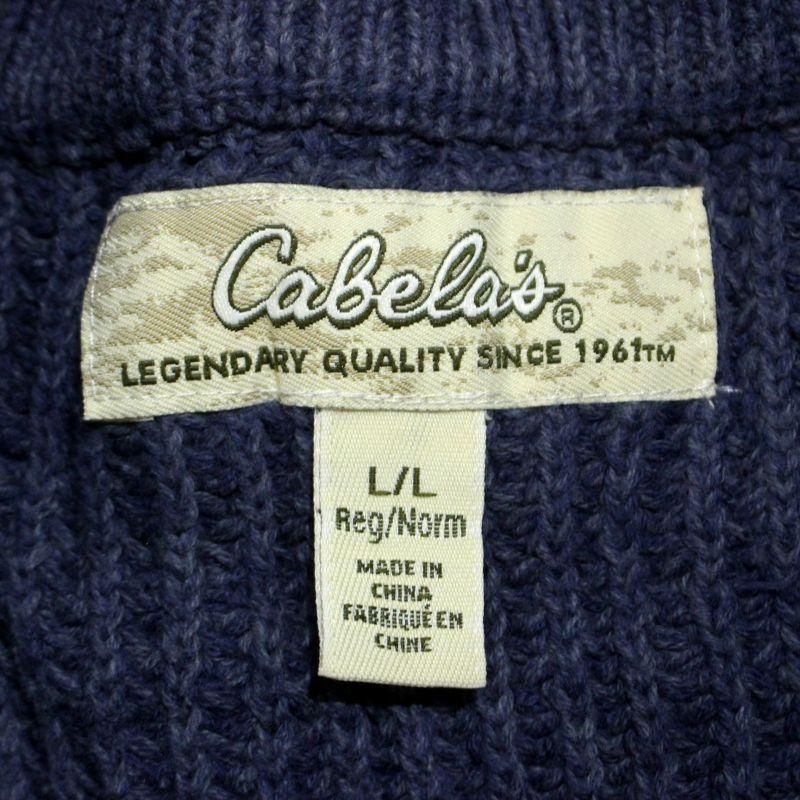 Cabela's®
LEGENDARY QUALITY SINCE 1961™
L/L
Reg/Norm
MADE IN
CHINA
FABRIQUÉ EN
CHINE